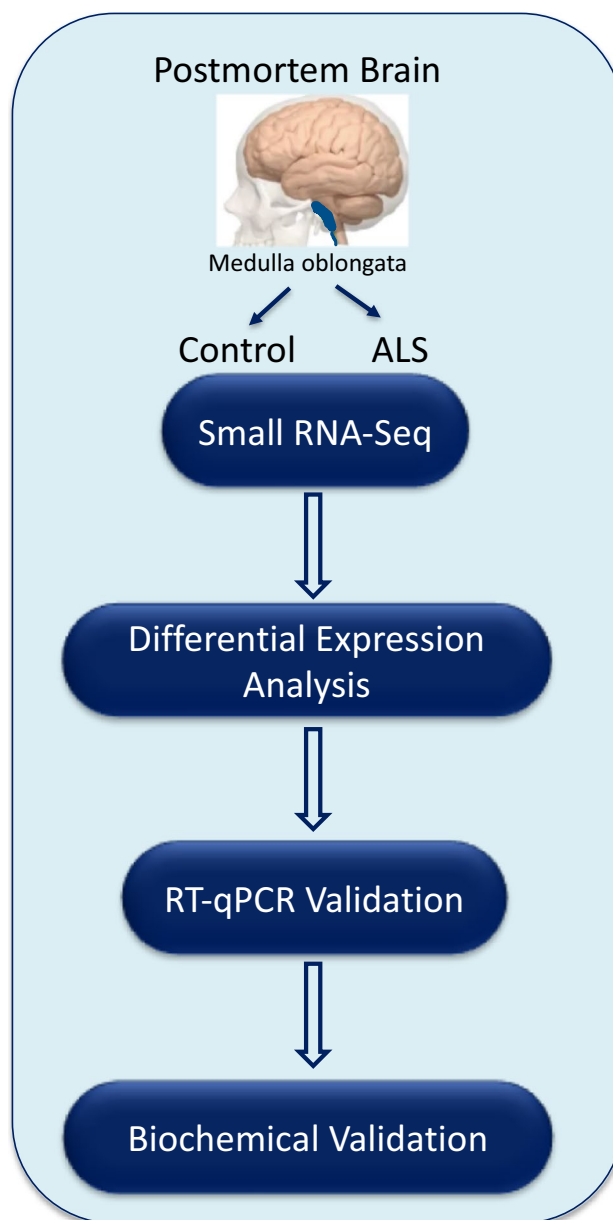 Postmortem Brain
Medulla oblongata
Control ALS
Small RNA-Seq
Differential Expression
Analysis
RT-qPCR Validation
Biochemical Validation